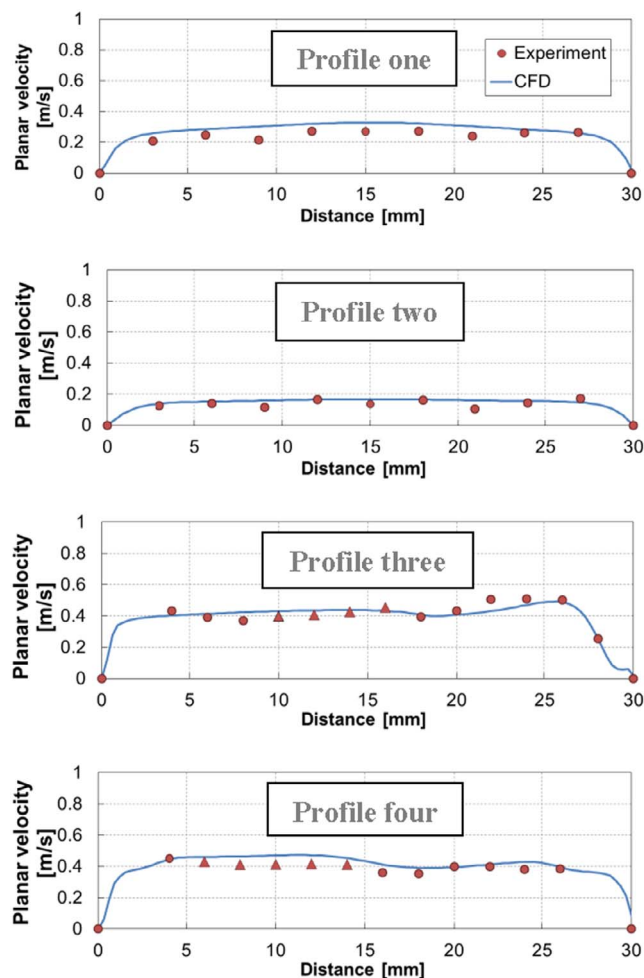 Planar velocity
[m/s]
1
0.8
0.6
0.4
0.2
0
Profile one
Experiment
CFD
0 5 10 15 20 25 30
Distance [mm]
Planar velocity
[m/s]
1
0.8
0.6
0.4
0.2
0
Profile two
0 5 10 15 20 25 30
Distance [mm]
Planar velocity
[m/s]
1
0.8
0.6
0.4
0.2
0
Profile three
0 5 10 15 20 25 30
Distance [mm]
Planar velocity
[m/s]
1
0.8
0.6
0.4
0.2
0
Profile four
0 5 10 15 20 25 30
Distance [mm]